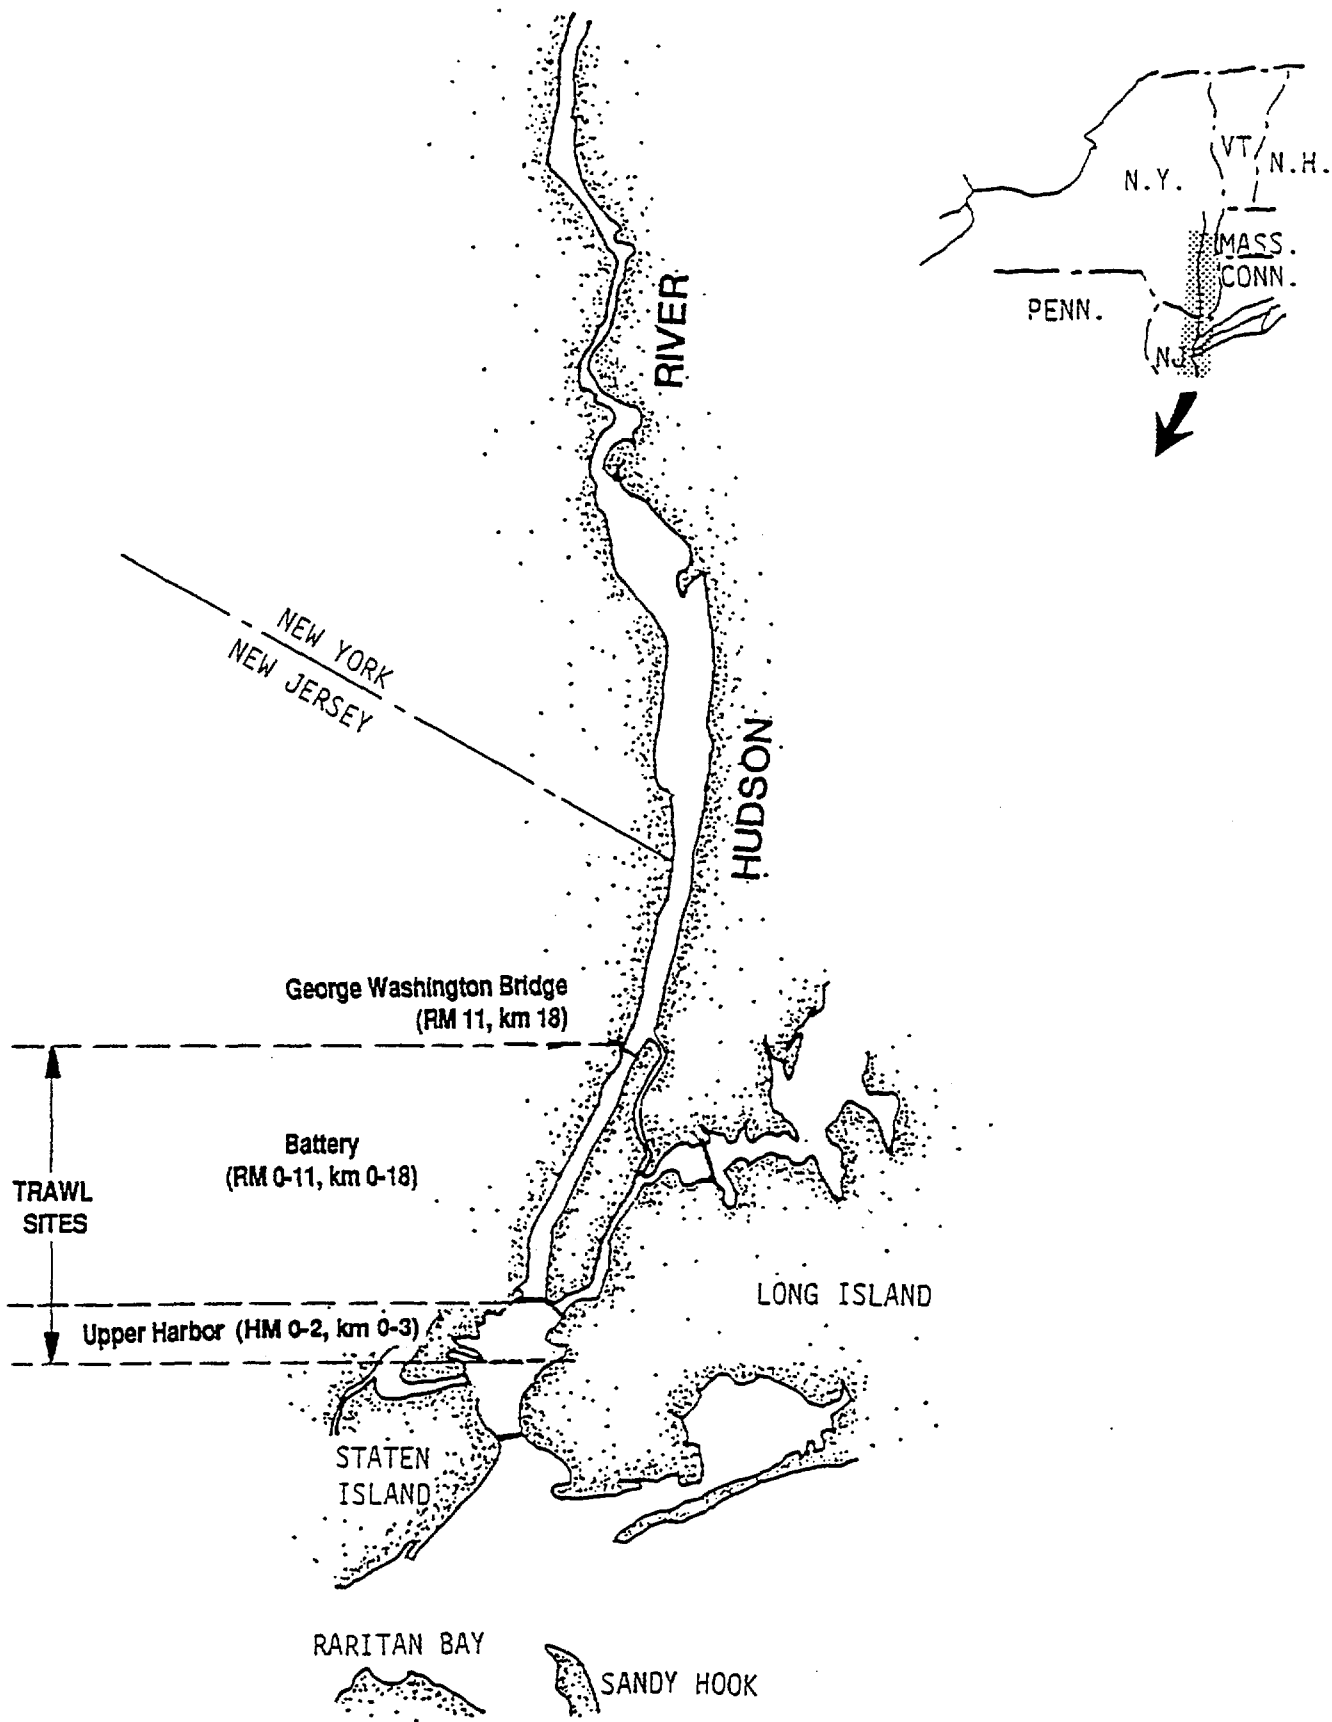 VT
N.H.
N.Y.
MASS.
CONN.
PENN.
NJ
RIVER
NEW YORK
NEW JERSEY
HUDSON
George Washington Bridge
(RM 11, km 18)
Battery
(RM 0-11, km 0-18)
TRAWL
SITES
LONG ISLAND
Upper Harbor (HM 0-2, km 0-3)
STATEN
ISLAND
RARITAN BAY
SANDY HOOK